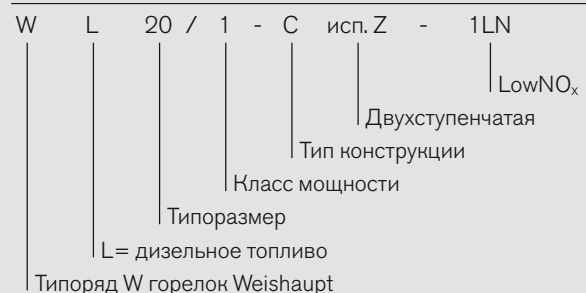 W L 20 / 1 - C исп. Z - 1LN
LowNOx
Двухступенчатая
Тип конструкции
Класс мощности
Типоразмер
L= дизельное топливо
Типоряд W горелок Weishaupt